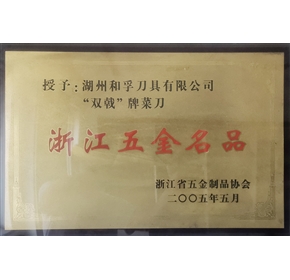 授予：湖州和孚刀具有限公司
“双戟”牌菜刀
浙江五金名品
浙江省五金制品协会
二〇〇五年五月